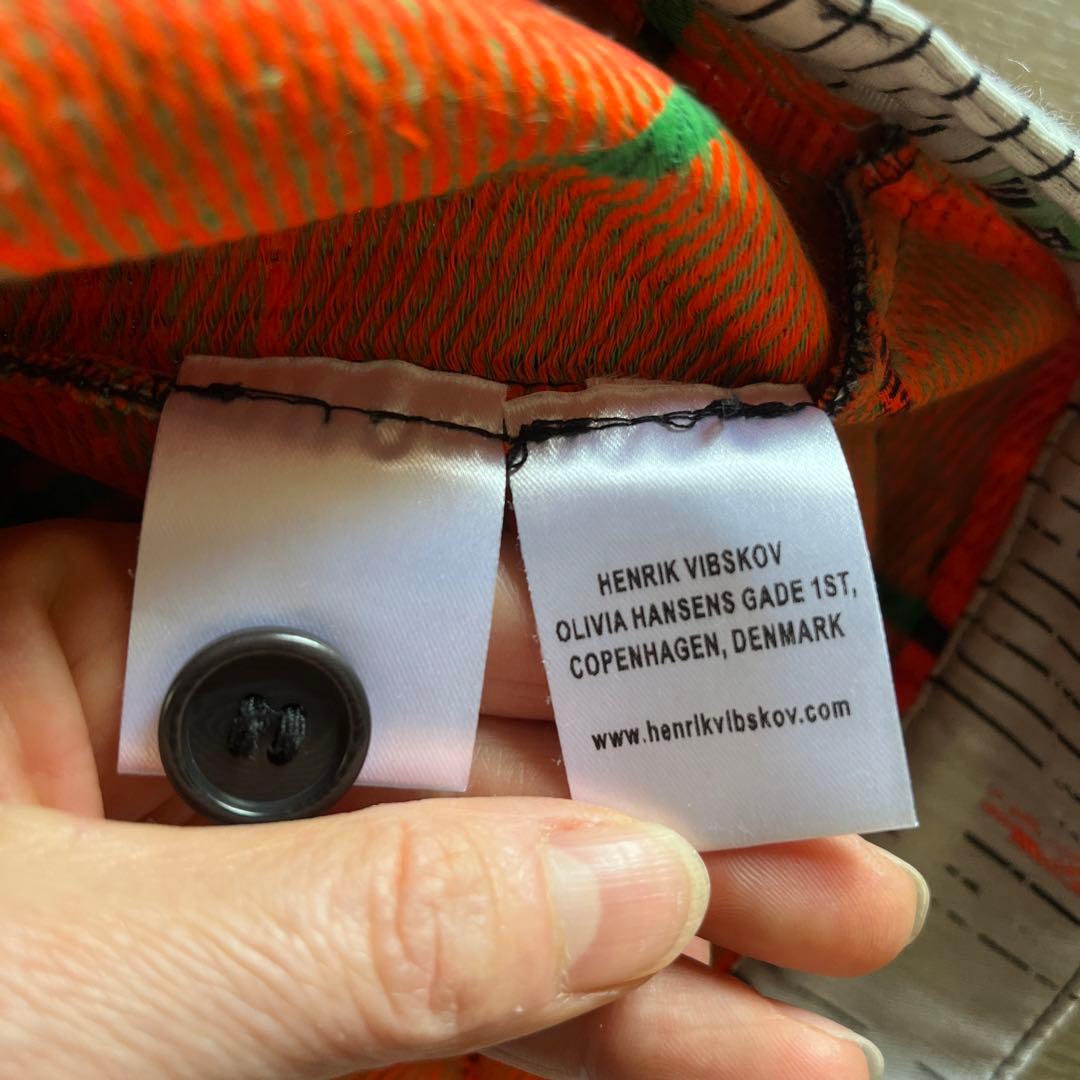 HENRIK VIBSKOV
OLIVIA HANSENS GADE 1ST,
COPENHAGEN, DENMARK
www.henrikvibskov.com